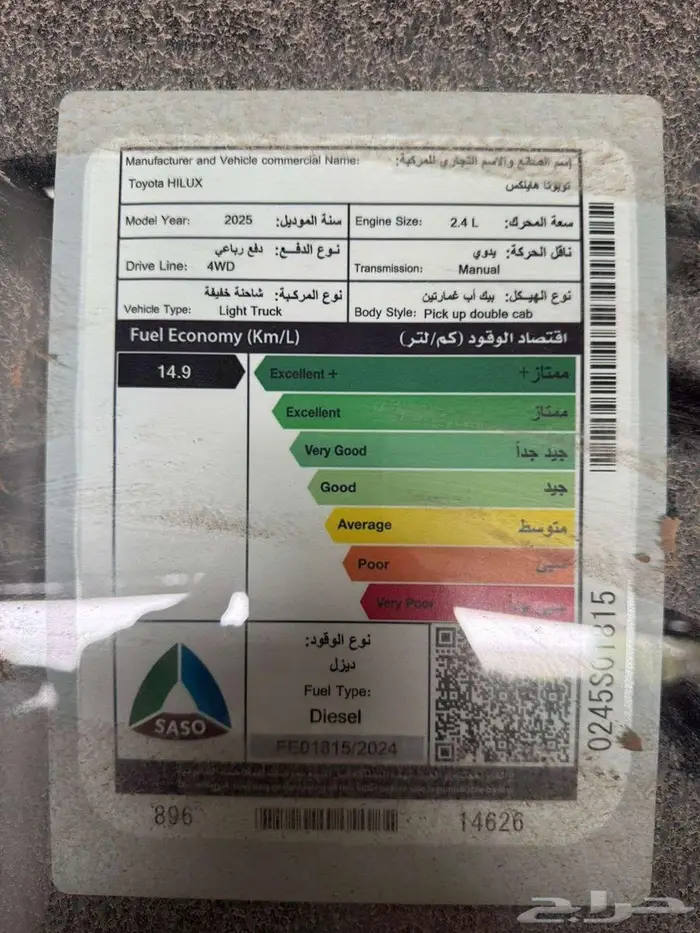 Manufacturer and Vehicle commercial Name: إسم الصانع والاسم التجاري للمركبة:
Toyota HILUX تويوتا هايلكس
Model Year: 2025 سنة الموديل:
Engine Size: 2.4 L سعة المحرك:
نوع الدفع: دفع رباعي
Drive Line: 4WD
ناقل الحركة: يدوي
Transmission: Manual
نوع المركبة: شاحنة خفيفة
Vehicle Type: Light Truck
نوع الهيكل: بيك أب غمارتين
Body Style: Pick up double cab
Fuel Economy (Km/L) اقتصاد الوقود (كم/لتر)
14.9
Excellent + ممتاز +
Excellent ممتاز
Very Good جيد جداً
Good جيد
Average متوسط
Poor سيئ
Very Poor
نوع الوقود:
ديزل
Fuel Type:
Diesel
FE01815/2024
SASO
0245S01815
896
14626
حراج